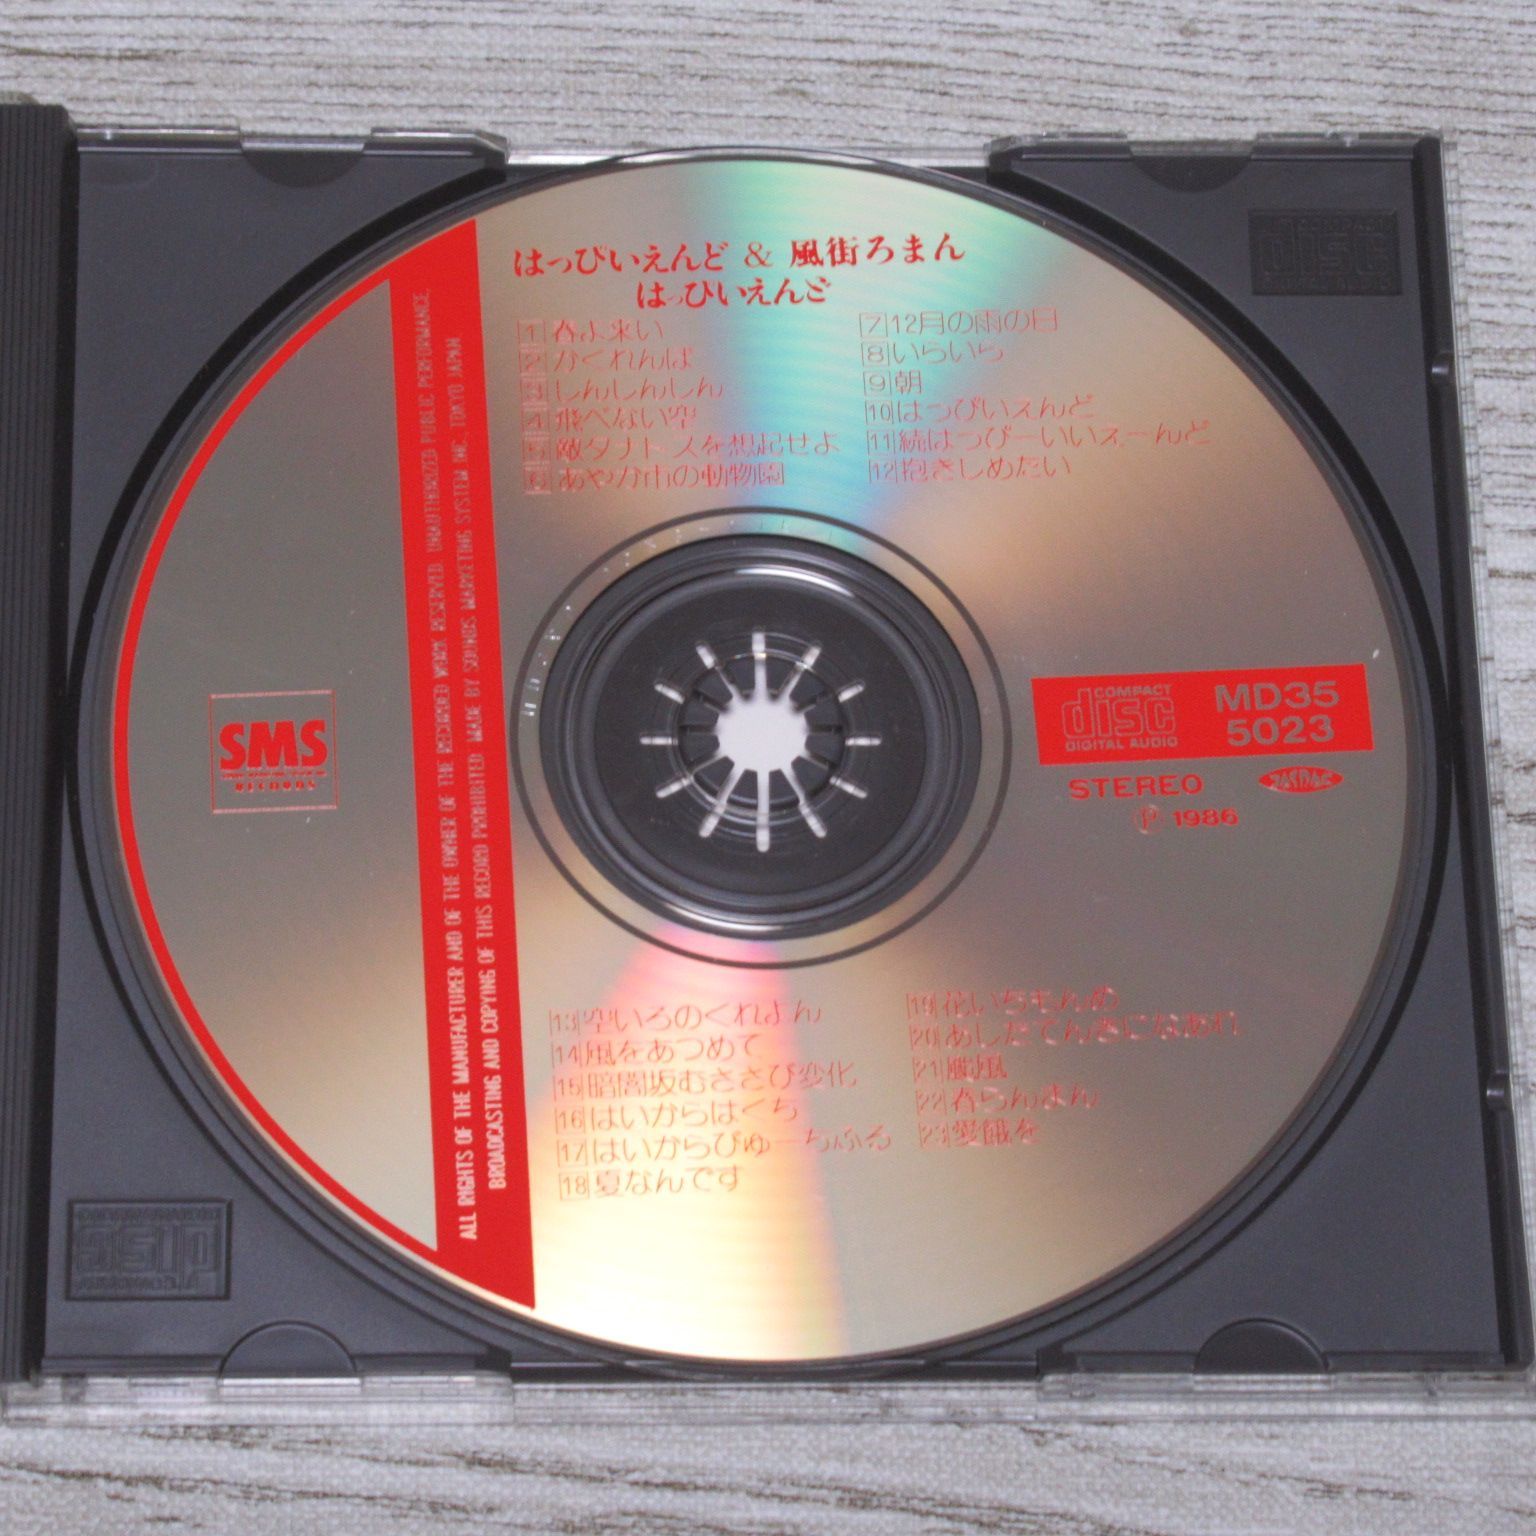 はっぴいえんど & 風街ろまん
はっぴいえんど
1 春よ来い
2 かくれんぼ
3 しんしんしん
4 飛べない空
5 敵タナトスを想起せよ
6 あやか市の動物園
7 12月の雨の日
8 いらいら
9 朝
10 はっぴいえんど
11 続はっぴーいいえーんど
12 抱きしめたい
SMS
RECORDS
COMPACT
disc
DIGITAL AUDIO
MD35
5023
STEREO
JASRAC
℗ 1986
13 空いろのくれよん
14 風をあつめて
15 暗闇坂むささび変化
16 はいからはくち
17 はいからびゅーちふる
18 夏なんです
19 花いちもんめ
20 あしたてんきになあれ
21 颱風
22 春らんまん
23 愛餓を
ALL RIGHTS OF THE MANUFACTURER AND OF THE OWNER OF THE RECORDED WORK RESERVED. UNAUTHORIZED PUBLIC PERFORMANCE,
BROADCASTING AND COPYING OF THIS RECORD PROHIBITED. MADE BY SOUNDS MARKETING SYSTEM INC. TOKYO JAPAN